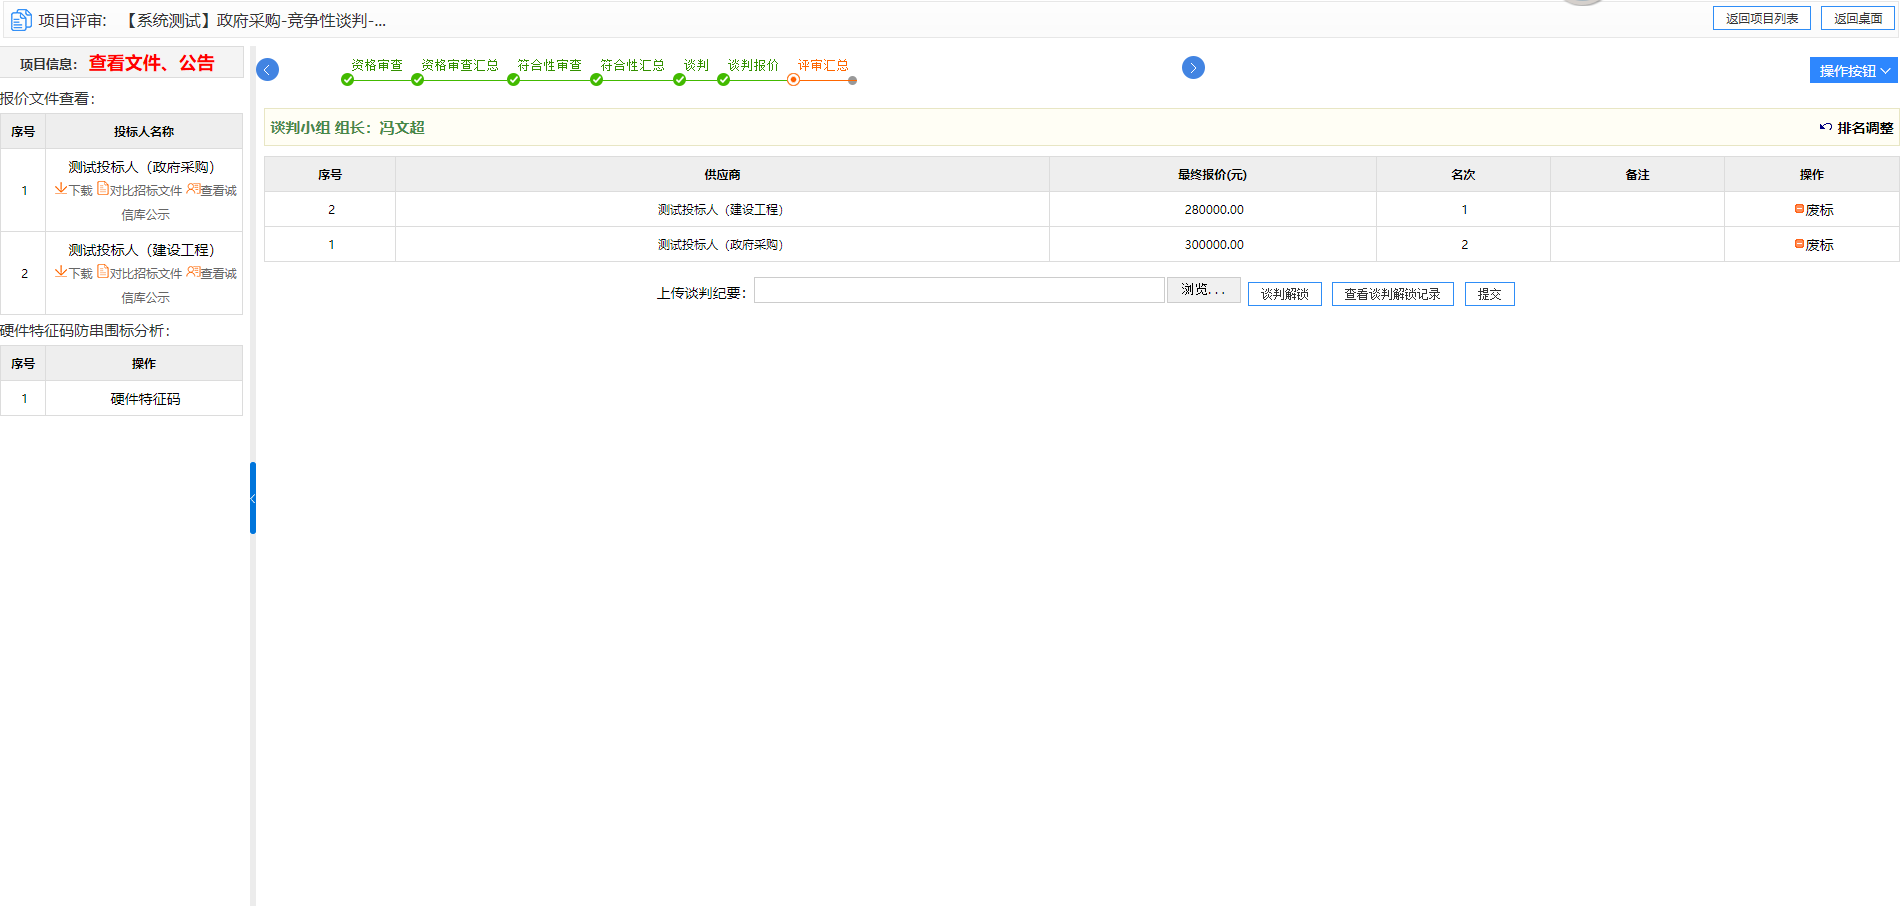 项目评审: 【系统测试】政府采购-竞争性谈判-...
返回项目列表
返回桌面
项目信息: 查看文件、公告
资格审查
资格审查汇总
符合性审查
符合性汇总
谈判
谈判报价
评审汇总
操作按钮
报价文件查看:
序号 投标人名称
1 测试投标人（政府采购）
下载 对比招标文件 查看诚
信库公示
2 测试投标人（建设工程）
下载 对比招标文件 查看诚
信库公示
硬件特征码防串围标分析:
序号 操作
1 硬件特征码
谈判小组 组长：冯文超
排名调整
序号 供应商 最终报价(元) 名次 备注 操作
2 测试投标人（建设工程） 280000.00 1 废标
1 测试投标人（政府采购） 300000.00 2 废标
上传谈判纪要： 浏览... 谈判解锁 查看谈判解锁记录 提交